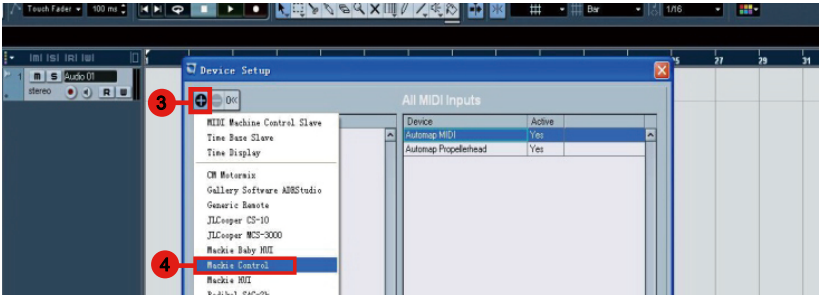 Touch Fader 100 ms Bar 1/16
25 27 29 31
1 m S Audio 01
stereo R W
Device Setup
3
All MIDI Inputs
Device Active
Automap MIDI Yes
Automap Propellerhead Yes
MIDI Machine Control Slave
Time Base Slave
Time Display
CM Motormix
Gallery Software ADRStudio
Generic Remote
JLCooper CS-10
JLCooper MCS-3000
Mackie Baby HUI
4
Mackie Control
Mackie HUI
Radikal SAC-2k